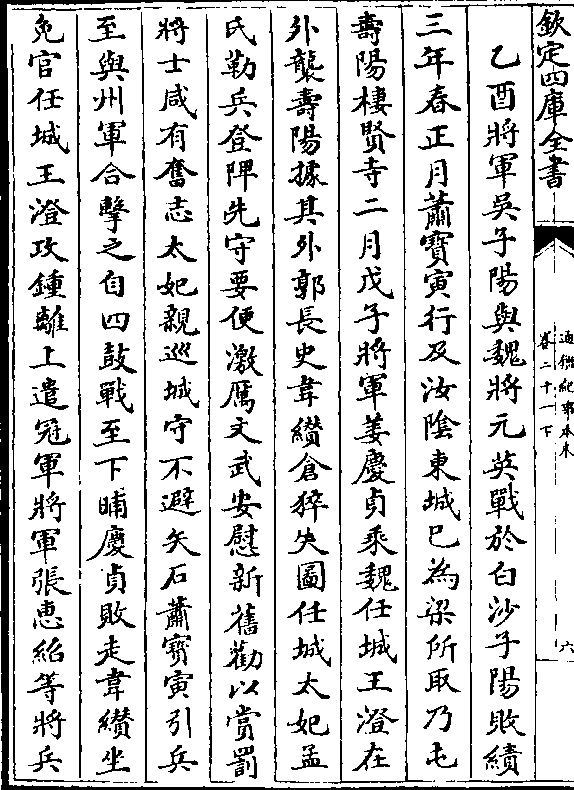 欽定四庫全書
通鑑紀事本末
卷二十一下
六
乙酉將軍吳子陽與魏將元英戰於白沙子陽敗績
三年春正月蕭寶寅行及汝陰東城已為梁所取乃屯
壽陽棲賢寺二月戊子將軍姜慶貞乘魏任城王澄在
外襲壽陽據其外郭長史韋纘倉猝失圖任城太妃孟
氏勒兵登陴先守要便激厲文武安慰新舊勸以賞罰
將士咸有奮志太妃親巡城守不避矢石蕭寶寅引兵
至與州軍合擊之自四鼓戰至下晡慶貞敗走韋纘坐
免官任城王澄攻鍾離上遣冠軍將軍張惠紹等將兵